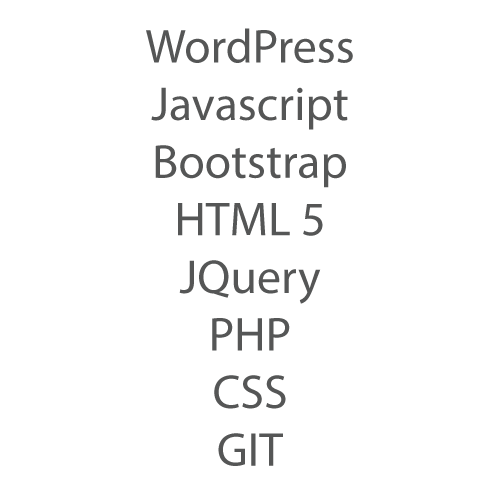 WordPress
Javascript
Bootstrap
HTML 5
JQuery
PHP
CSS
GIT